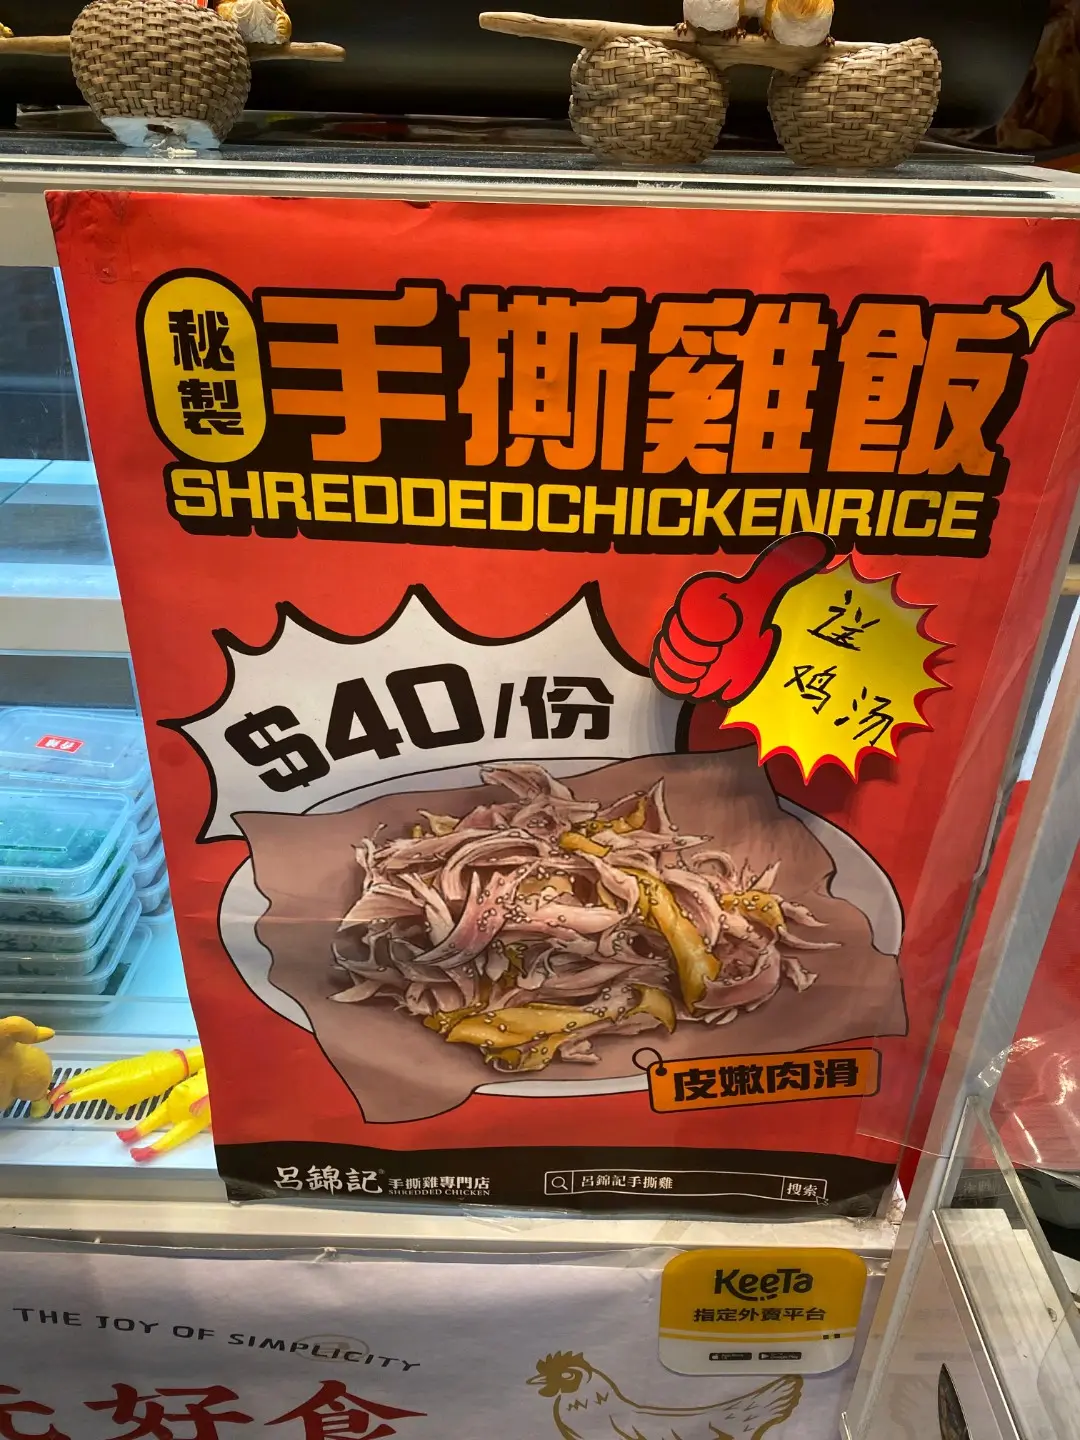 秘製
手撕雞飯
SHREDDEDCHICKENRICE
送
鸡汤
$40/份
皮嫩肉滑
呂錦記 手撕雞專門店
SHREDDED CHICKEN
呂錦記手撕雞 搜索
KeeTa
指定外賣平台
THE JOY OF SIMPLICITY
好食